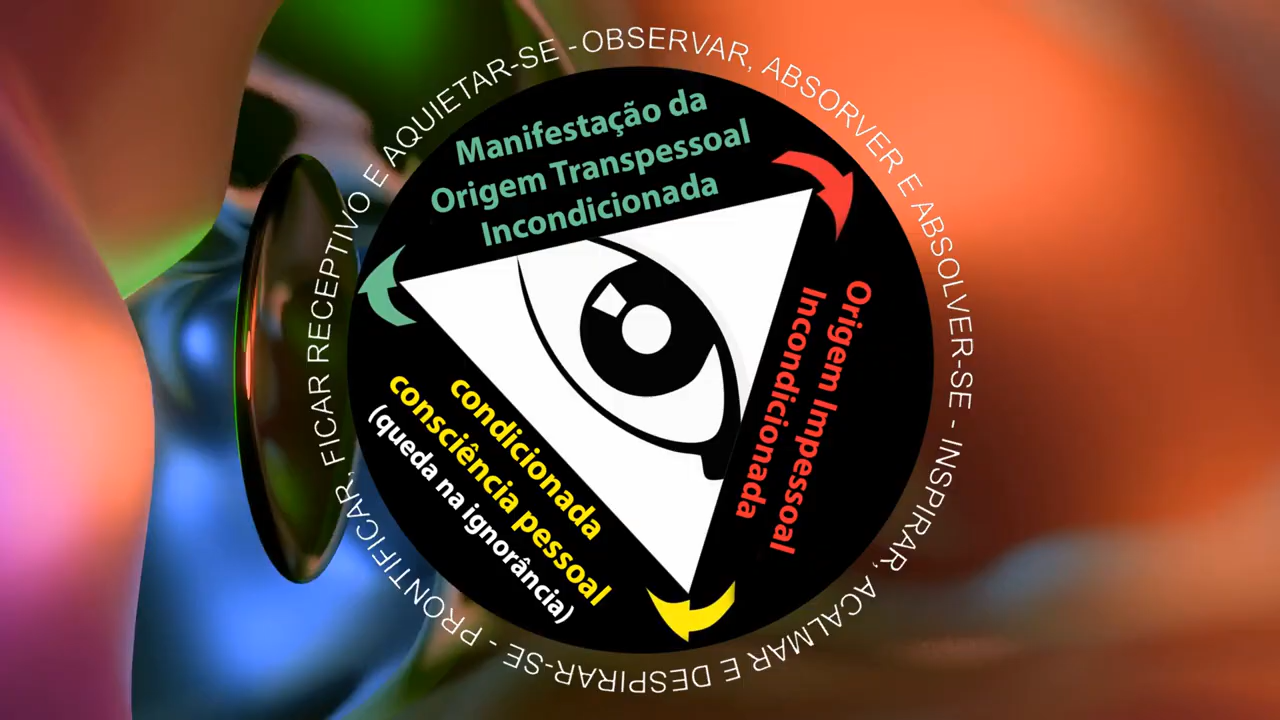 OBSERVAR, ABSORVER E ABSOLVER-SE - INSPIRAR, ACALMAR E DESPIRAR-SE - PRONTIFICAR, FICAR RECEPTIVO E AQUIETAR-SE -
Manifestação da
Origem Transpessoal
Incondicionada
Origem Impessoal
Incondicionada
condicionada
consciência pessoal
(queda na ignorância)